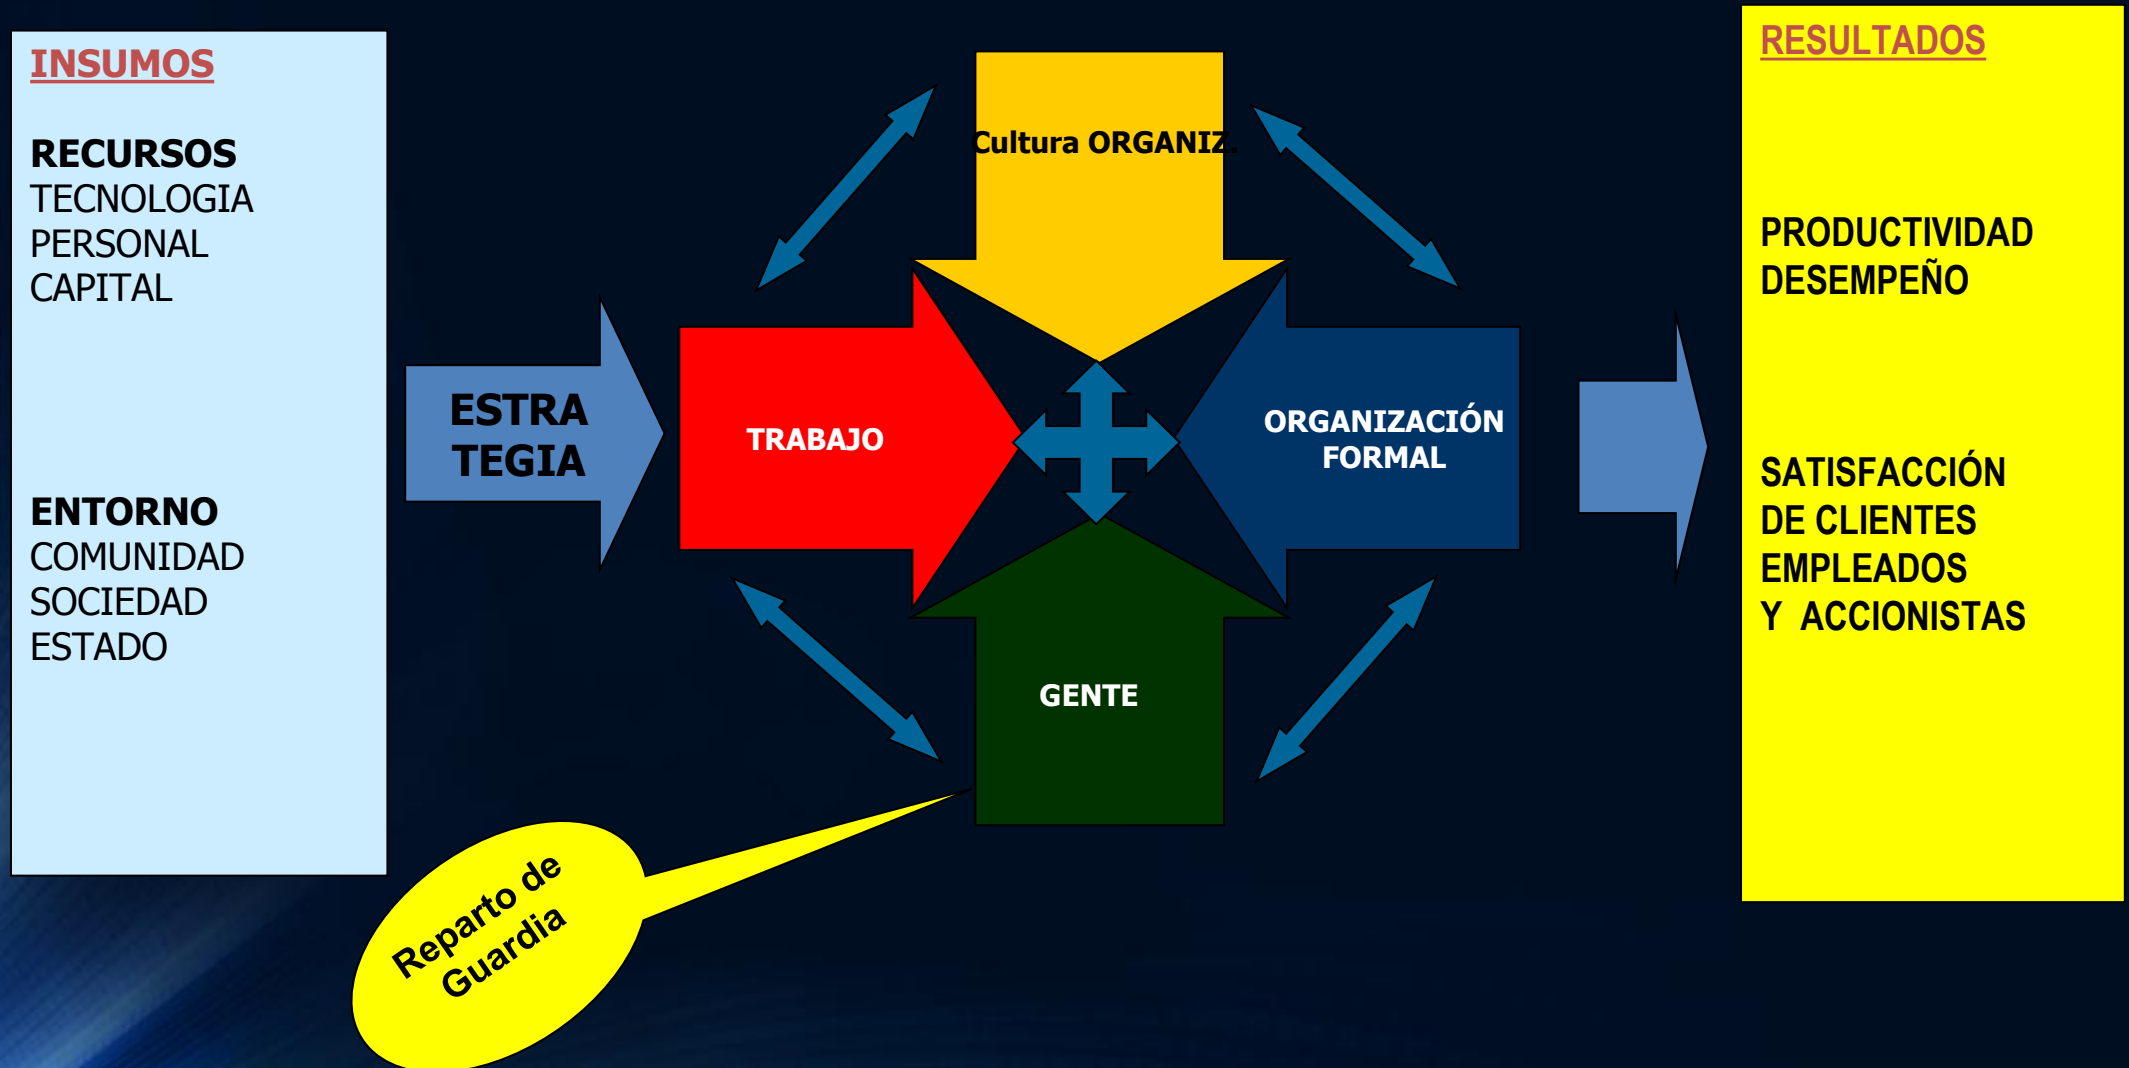 INSUMOS
RECURSOS
TECNOLOGIA
PERSONAL
CAPITAL
ENTORNO
COMUNIDAD
SOCIEDAD
ESTADO
ESTRA
TEGIA
Cultura ORGANIZ.
TRABAJO
ORGANIZACIÓN
FORMAL
GENTE
Reparto de
Guardia
RESULTADOS
PRODUCTIVIDAD
DESEMPEÑO
SATISFACCIÓN
DE CLIENTES
EMPLEADOS
Y ACCIONISTAS